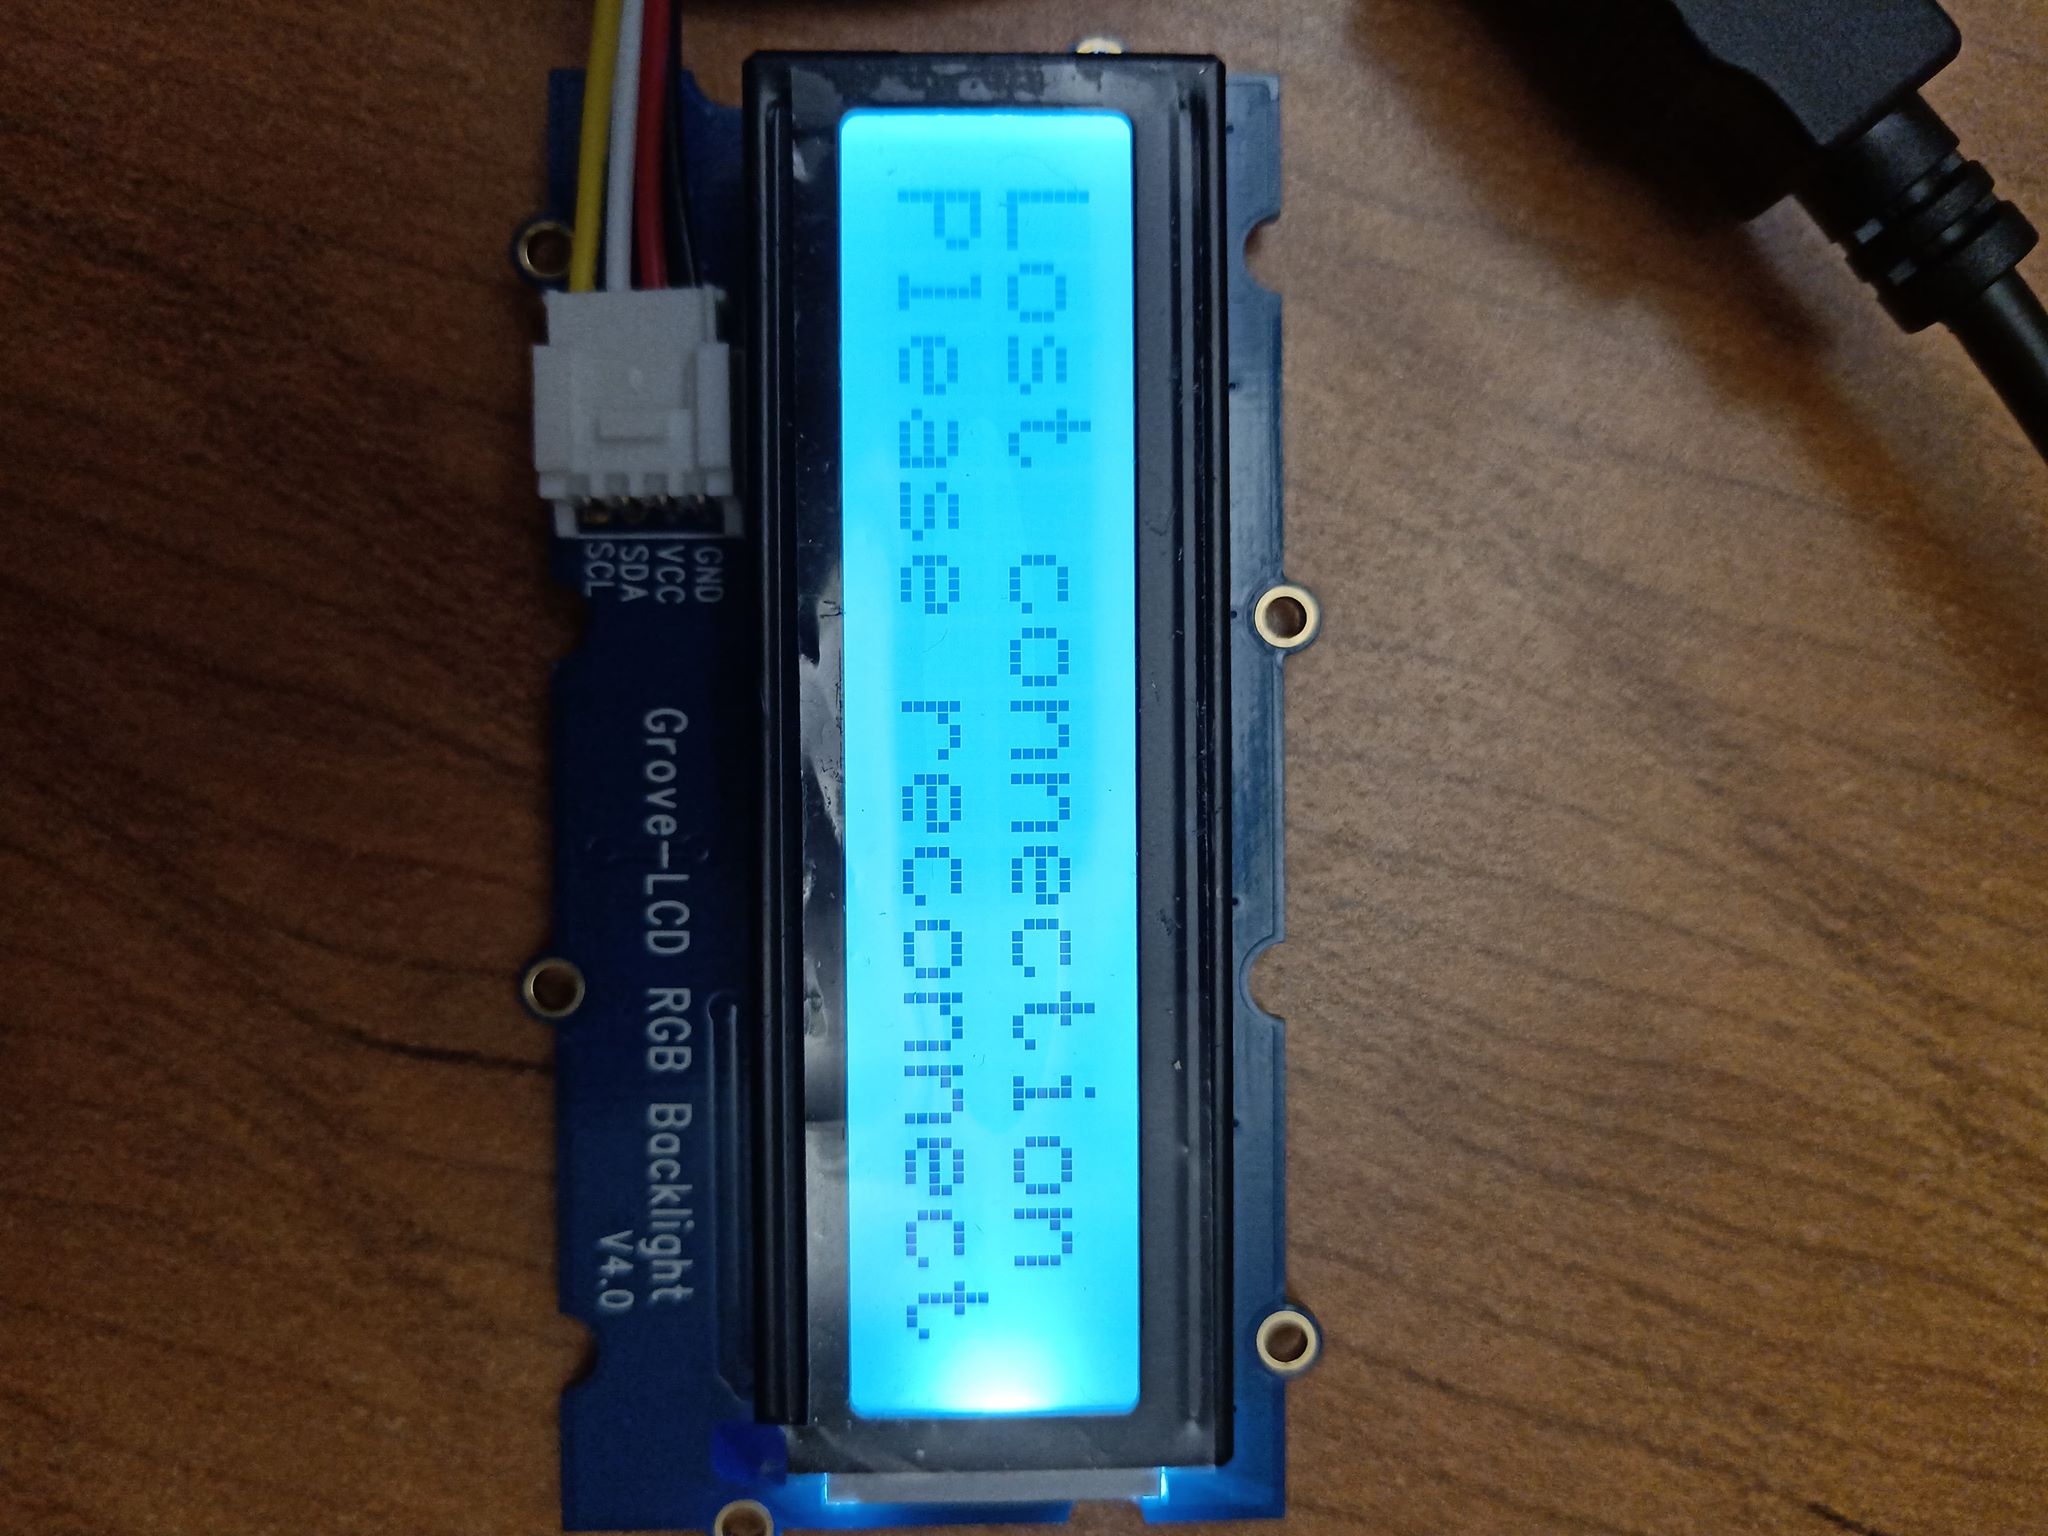 Lost connection
Please reconnect
GND
VCC
SDA
SCL
Grove-LCD RGB Backlight
V4.0